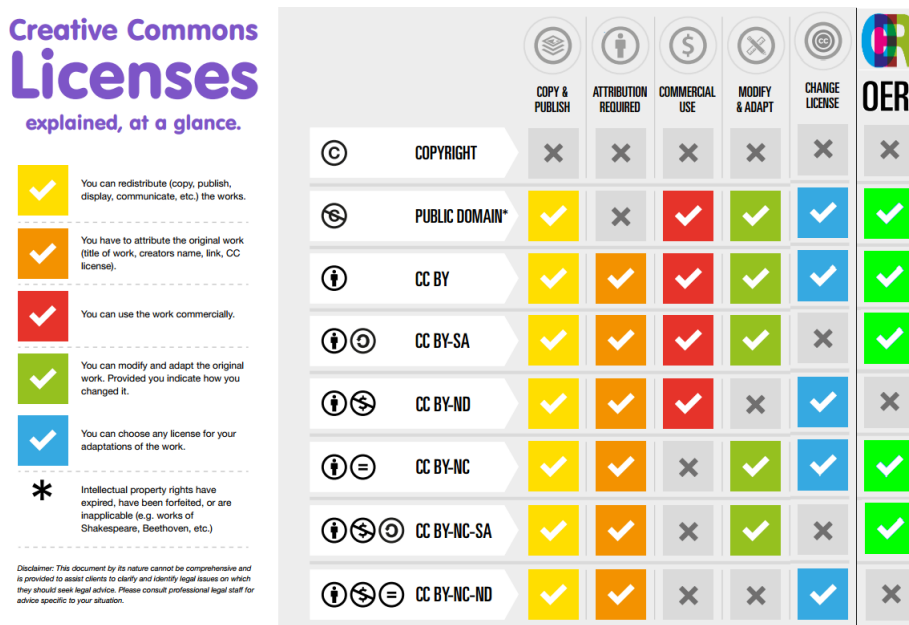 Creative Commons
Licenses
explained, at a glance.
You can redistribute (copy, publish,
display, communicate, etc.) the works.
You have to attribute the original work
(title of work, creators name, link, CC
license).
You can use the work commercially.
You can modify and adapt the original
work. Provided you indicate how you
changed it.
You can choose any license for your
adaptations of the work.
*
Intellectual property rights have
expired, have been forfeited, or are
inapplicable (e.g. works of
Shakespeare, Beethoven, etc.)
Disclaimer: This document by its nature cannot be comprehensive and
is provided to assist clients to clarify and identify legal issues on which
they should seek legal advice. Please consult professional legal staff for
advice specific to your situation.
COPY &
PUBLISH
ATTRIBUTION
REQUIRED
COMMERCIAL
USE
MODIFY
& ADAPT
CHANGE
LICENSE
OER
COPYRIGHT
PUBLIC DOMAIN*
CC BY
CC BY-SA
CC BY-ND
CC BY-NC
CC BY-NC-SA
CC BY-NC-ND